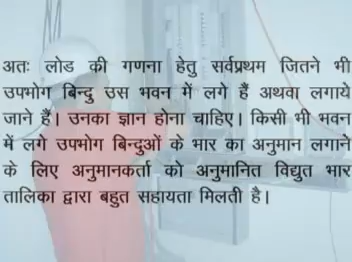 अतः लोड की गणना हेतु सर्वप्रथम जितने भी
उपभोग बिन्दु उस भवन में लगे हैं अथवा लगाये
जाने हैं। उनका ज्ञान होना चाहिए। किसी भी भवन
में लगे उपभोग बिन्दुओं के भार का अनुमान लगाने
के लिए अनुमानकर्ता को अनुमानित विद्युत भार
तालिका द्वारा बहुत सहायता मिलती है।